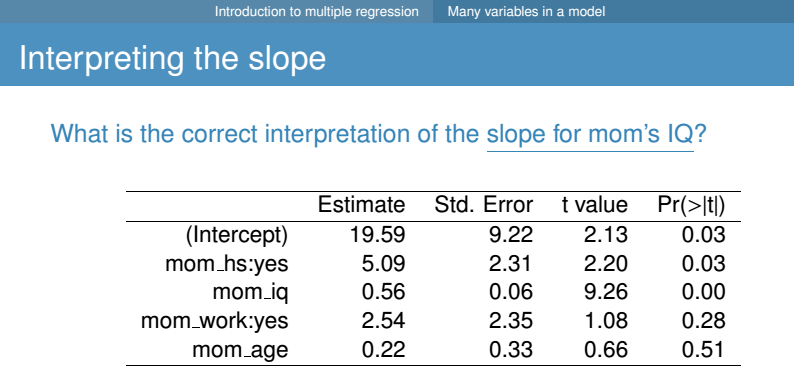 Introduction to multiple regression Many variables in a model
Interpreting the slope
What is the correct interpretation of the slope for mom's IQ?
Estimate Std. Error t value Pr(>|t|)
(Intercept) 19.59 9.22 2.13 0.03
mom_hs:yes 5.09 2.31 2.20 0.03
mom_iq 0.56 0.06 9.26 0.00
mom_work:yes 2.54 2.35 1.08 0.28
mom_age 0.22 0.33 0.66 0.51